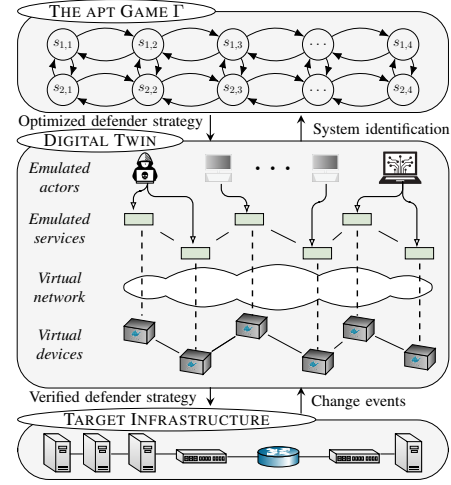 THE APT GAME Γ
s1,1 s1,2 s1,3 ... s1,4
s2,1 s2,2 s2,3 ... s2,4
Optimized defender strategy
System identification
DIGITAL TWIN
Emulated
actors
. . .
Emulated
services
Virtual
network
Virtual
devices
Verified defender strategy
Change events
TARGET INFRASTRUCTURE